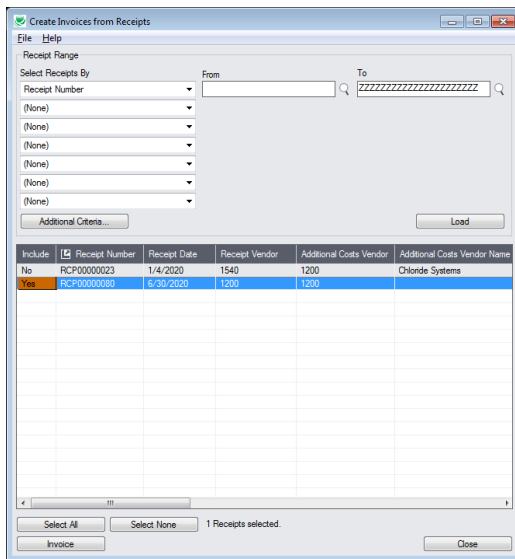 Create Invoices from Receipts
File Help
Receipt Range
Select Receipts By From To
Receipt Number ZZZZZZZZZZZZZZZZZZZZZZ
(None)
(None)
(None)
(None)
(None)
(None)
Additional Criteria... Load
Include Receipt Number Receipt Date Receipt Vendor Additional Costs Vendor Additional Costs Vendor Name
No RCP00000023 1/4/2020 1540 1200 Chloride Systems
Yes RCP00000080 6/30/2020 1200 1200
Select All Select None 1 Receipts selected.
Invoice Close